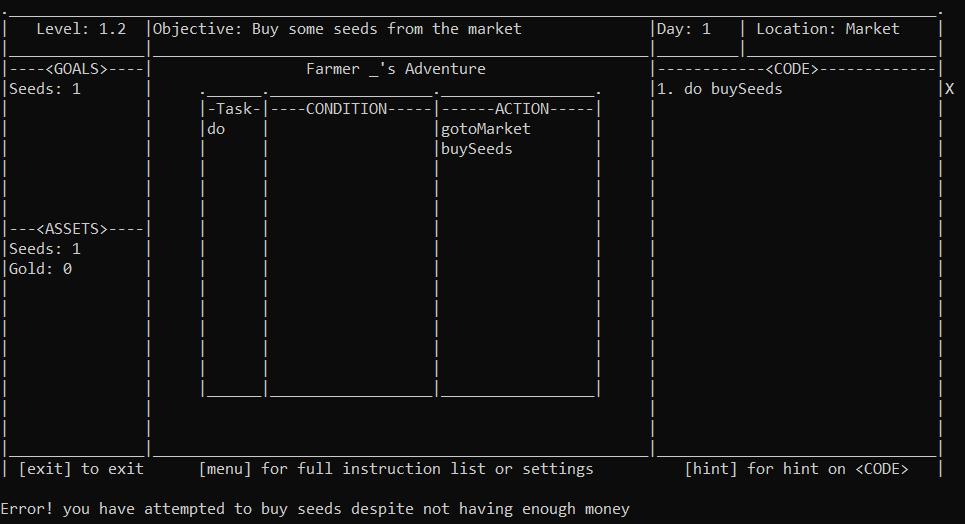 Level: 1.2 Objective: Buy some seeds from the market Day: 1 Location: Market
----<GOALS>---- Farmer _'s Adventure ------------<CODE>-------------
Seeds: 1 1. do buySeeds X
-Task- ----CONDITION----- ------ACTION-----
do gotoMarket
buySeeds
---<ASSETS>----
Seeds: 1
Gold: 0
[exit] to exit [menu] for full instruction list or settings [hint] for hint on <CODE>
Error! you have attempted to buy seeds despite not having enough money